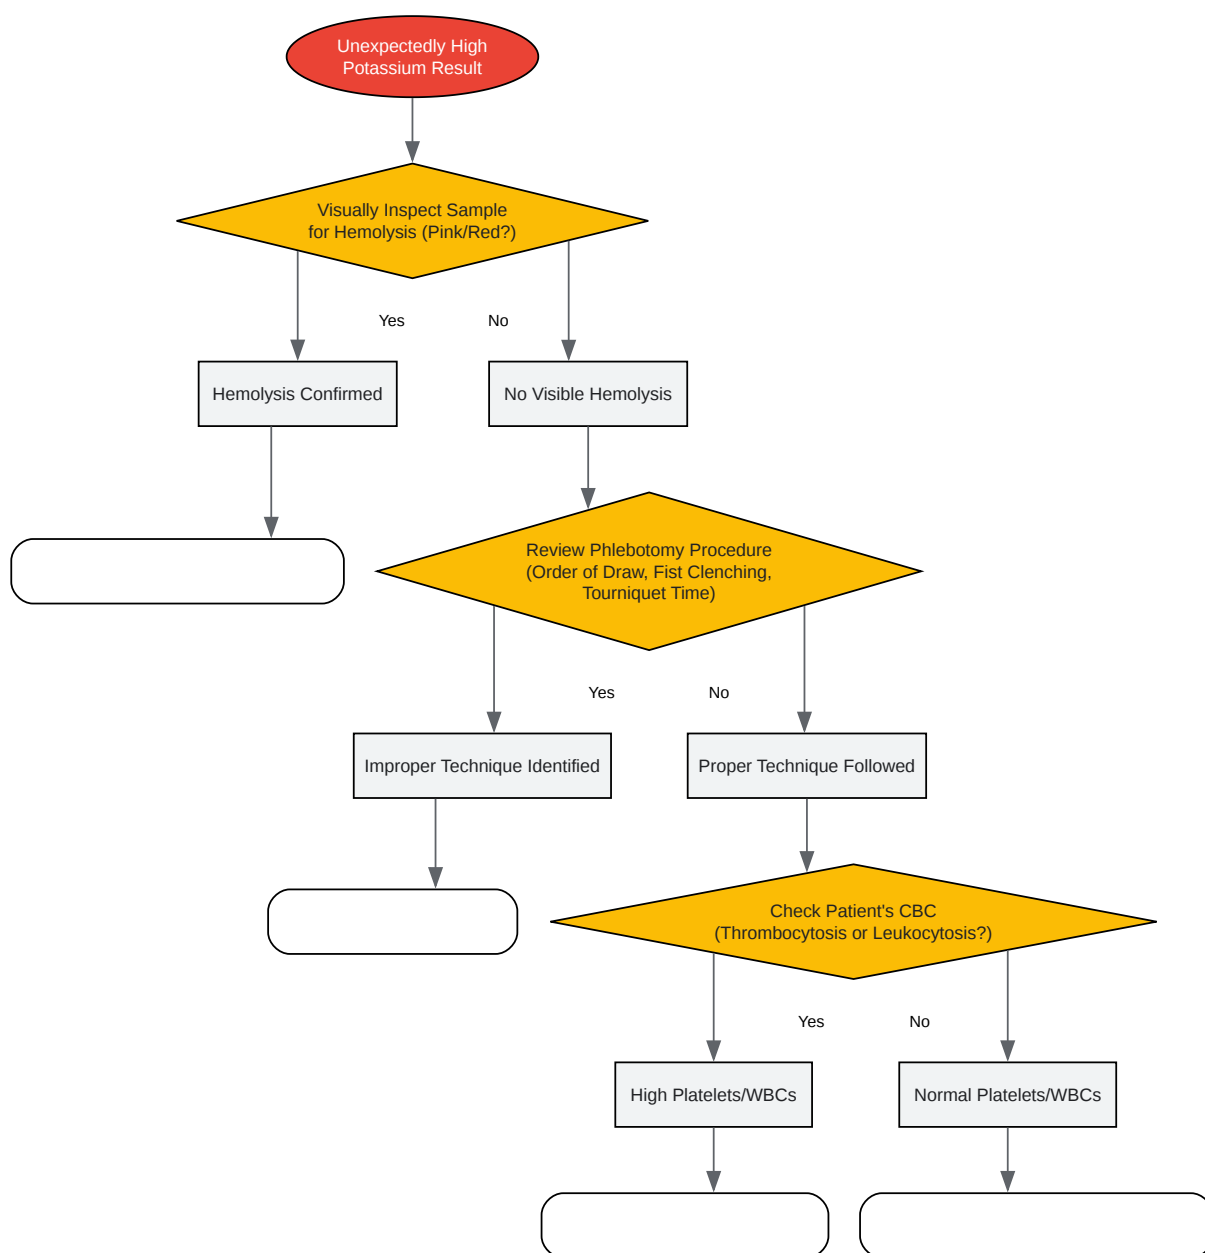 Unexpectedly High
Potassium Result
Visually Inspect Sample
for Hemolysis (Pink/Red?)
Yes
No
Hemolysis Confirmed
No Visible Hemolysis
Review Phlebotomy Procedure
(Order of Draw, Fist Clenching,
Tourniquet Time)
Yes
No
Improper Technique Identified
Proper Technique Followed
Check Patient's CBC
(Thrombocytosis or Leukocytosis?)
Yes
No
High Platelets/WBCs
Normal Platelets/WBCs